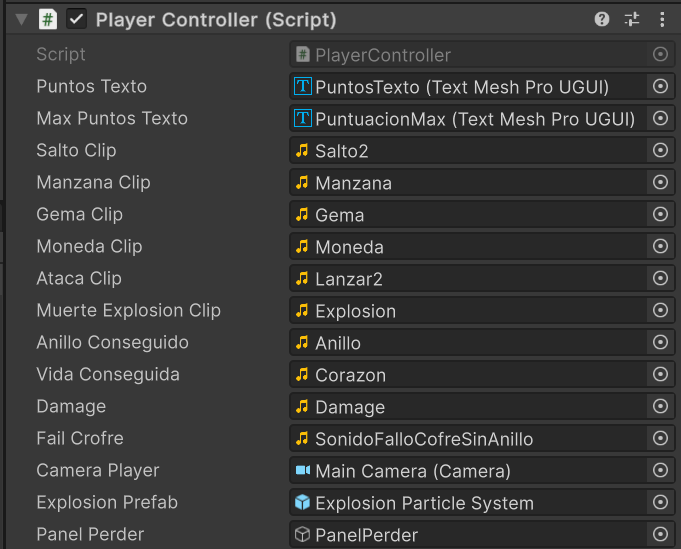 Player Controller (Script)
Script PlayerController
Puntos Texto PuntosTexto (Text Mesh Pro UGUI)
Max Puntos Texto PuntuacionMax (Text Mesh Pro UGUI)
Salto Clip Salto2
Manzana Clip Manzana
Gema Clip Gema
Moneda Clip Moneda
Ataca Clip Lanzar2
Muerte Explosion Clip Explosion
Anillo Conseguido Anillo
Vida Conseguida Corazon
Damage Damage
Fail Crofre SonidoFalloCofreSinAnillo
Camera Player Main Camera (Camera)
Explosion Prefab Explosion Particle System
Panel Perder PanelPerder